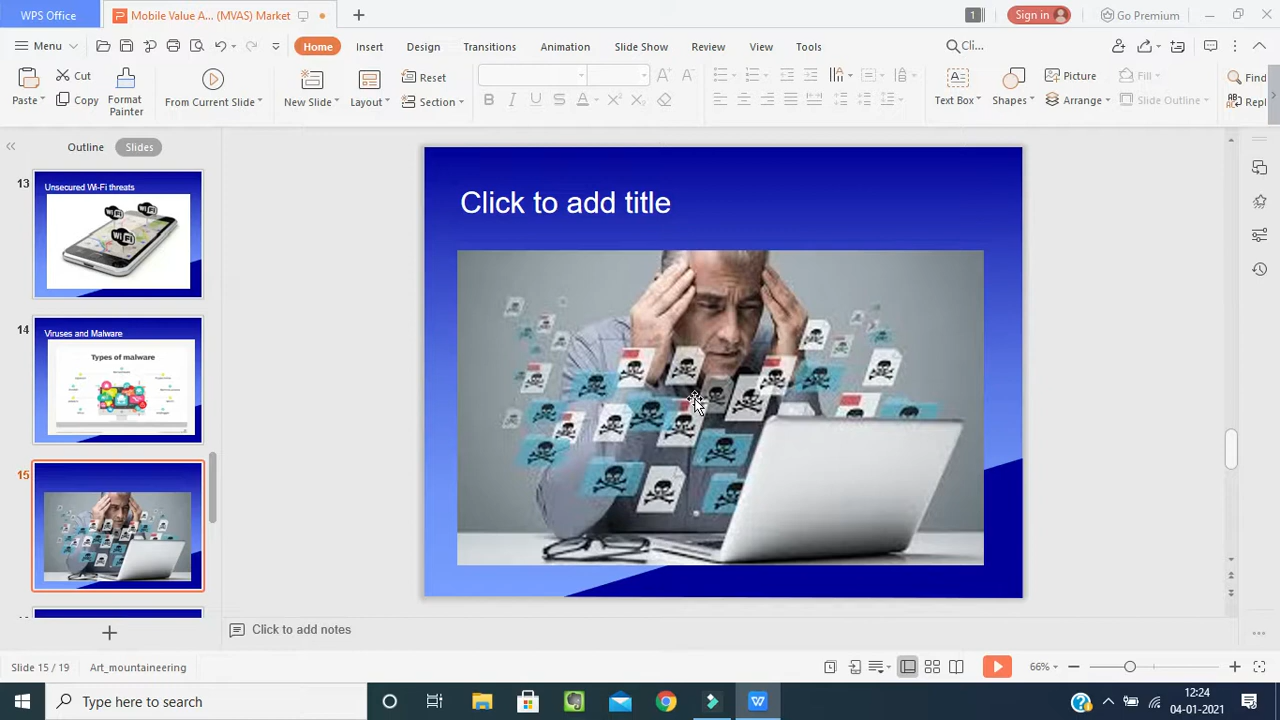 WPS Office
Mobile Value A... (MVAS) Market
1
Sign in
Go Premium
Menu
Home
Insert
Design
Transitions
Animation
Slide Show
Review
View
Tools
Cli...
Paste
Cut
Copy
Format
Painter
From Current Slide
New Slide
Layout
Reset
Section
Text Box
Shapes
Picture
Arrange
Fill
Slide Outline
Find
Repl
Outline
Slides
13
Unsecured Wi-Fi threats
14
Viruses and Malware
Types of malware
15
Click to add title
Click to add notes
Slide 15 / 19
Art_mountaineering
66%
Type here to search
12:24
04-01-2021